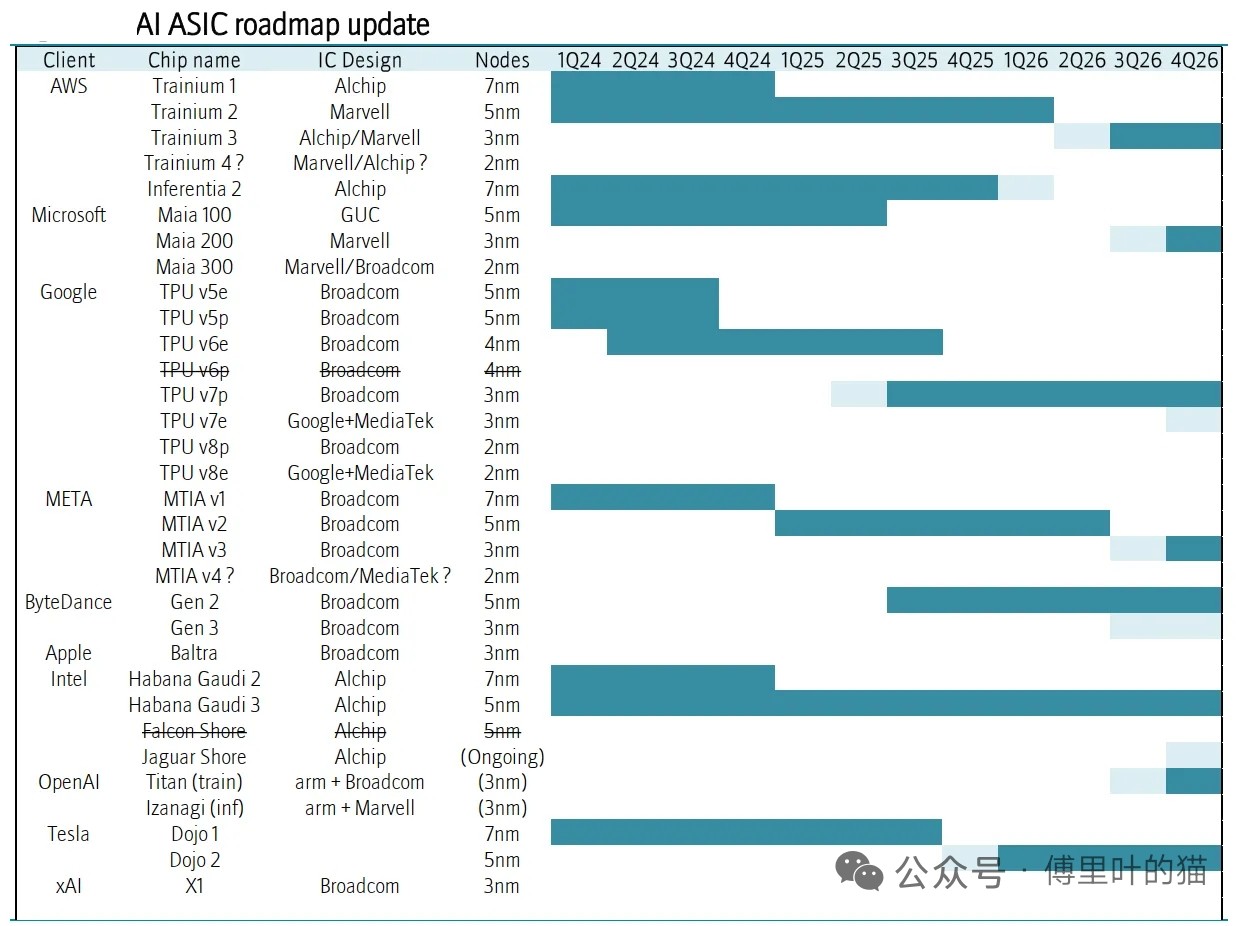 AI ASIC roadmap update
Client Chip name IC Design Nodes 1Q24 2Q24 3Q24 4Q24 1Q25 2Q25 3Q25 4Q25 1Q26 2Q26 3Q26 4Q26
AWS Trainium 1 Alchip 7nm
Trainium 2 Marvell 5nm
Trainium 3 Alchip/Marvell 3nm
Trainium 4 ? Marvell/Alchip ? 2nm
Inferentia 2 Alchip 7nm
Microsoft Maia 100 GUC 5nm
Maia 200 Marvell 3nm
Maia 300 Marvell/Broadcom 2nm
Google TPU v5e Broadcom 5nm
TPU v5p Broadcom 5nm
TPU v6e Broadcom 4nm
TPU v6p Broadcom 4nm
TPU v7p Broadcom 3nm
TPU v7e Google+MediaTek 3nm
TPU v8p Broadcom 2nm
TPU v8e Google+MediaTek 2nm
META MTIA v1 Broadcom 7nm
MTIA v2 Broadcom 5nm
MTIA v3 Broadcom 3nm
MTIA v4 ? Broadcom/MediaTek ? 2nm
ByteDance Gen 2 Broadcom 5nm
Gen 3 Broadcom 3nm
Apple Baltra Broadcom 3nm
Intel Habana Gaudi 2 Alchip 7nm
Habana Gaudi 3 Alchip 5nm
Falcon Shore Alchip 5nm
Jaguar Shore Alchip (Ongoing)
OpenAI Titan (train) arm + Broadcom (3nm)
Izanagi (inf) arm + Marvell (3nm)
Tesla Dojo 1 7nm
Dojo 2 5nm
公众号 · 傅里叶的猫
xAI X1 Broadcom 3nm